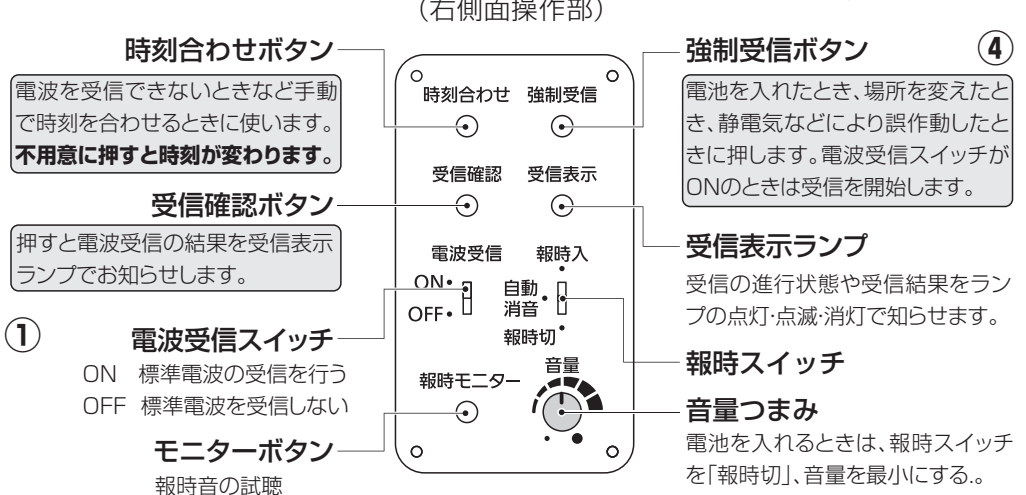 （右側面操作部）
時刻合わせボタン
電波を受信できないときなど手動
で時刻を合わせるときに使います。
不用意に押すと時刻が変わります。
受信確認ボタン
押すと電波受信の結果を受信表示
ランプでお知らせします。
①
電波受信スイッチ
ON 標準電波の受信を行う
OFF 標準電波を受信しない
モニターボタン
報時音の試聴
時刻合わせ 強制受信
受信確認 受信表示
電波受信 報時入
ON•
自動
消音
OFF•
報時切
音量
報時モニター
強制受信ボタン ④
電池を入れたとき、場所を変えたと
き、静電気などにより誤作動したと
きに押します。電波受信スイッチが
ONのときは受信を開始します。
受信表示ランプ
受信の進行状態や受信結果をラン
プの点灯・点滅・消灯で知らせます。
報時スイッチ
音量つまみ
電池を入れるときは、報時スイッチ
を「報時切」、音量を最小にする.。